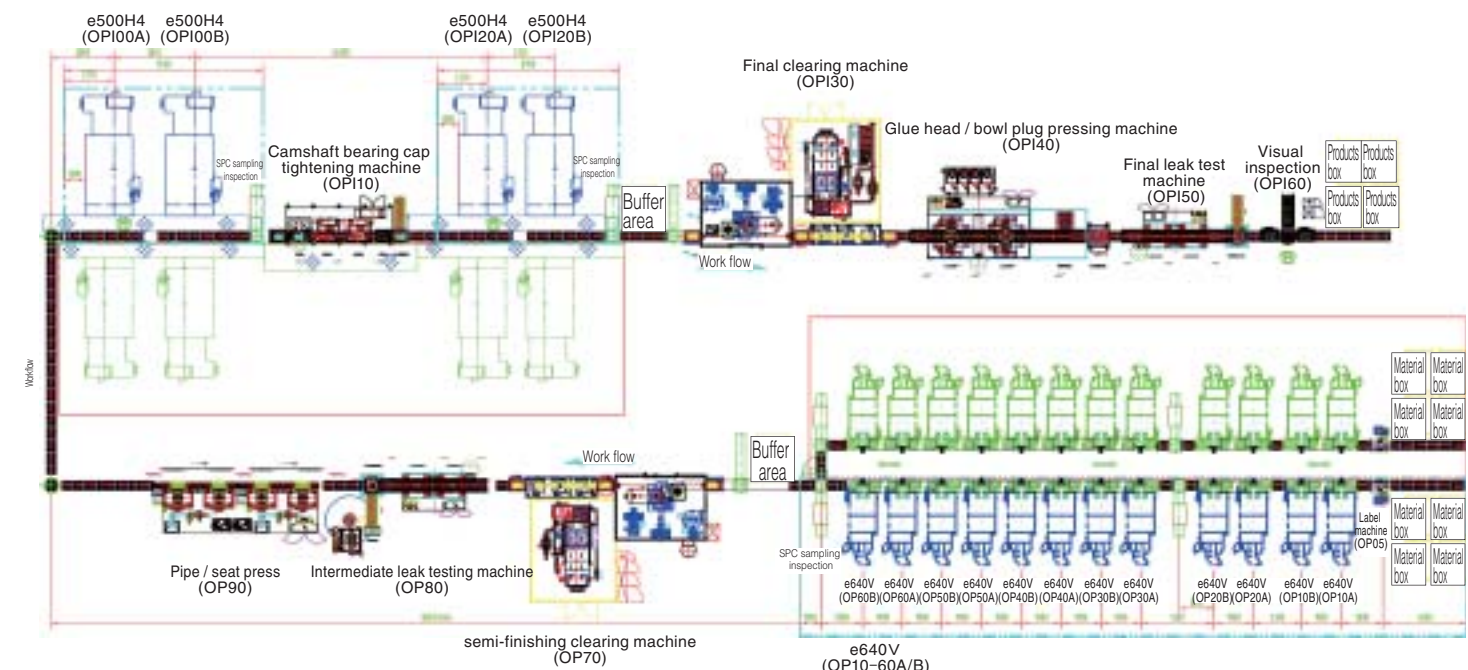 e500H4
(OPI00A)
e500H4
(OPI00B)
e500H4
(OPI20A)
e500H4
(OPI20B)
Final clearing machine
(OPI30)
Glue head / bowl plug pressing machine
(OPI40)
Camshaft bearing cap
tightening machine
(OPI10)
SPC sampling
inspection
SPC sampling
inspection
Final leak test
machine
(OPI50)
Visual
inspection
(OPI60)
Products
box
Products
box
Products
box
Products
box
Buffer
area
Work flow
Workflow
Material
box
Material
box
Material
box
Material
box
Work flow
Buffer
area
Label
machine
(OP05)
Material
box
Material
box
Material
box
Material
box
SPC sampling
inspection
Pipe / seat press
(OP90)
Intermediate leak testing machine
(OP80)
e640V
(OP60B)
e640V
(OP60A)
e640V
(OP50B)
e640V
(OP50A)
e640V
(OP40B)
e640V
(OP40A)
e640V
(OP30B)
e640V
(OP30A)
e640V
(OP20B)
e640V
(OP20A)
e640V
(OP10B)
e640V
(OP10A)
semi-finishing clearing machine
(OP70)
e640V
(OP10-60A/B)